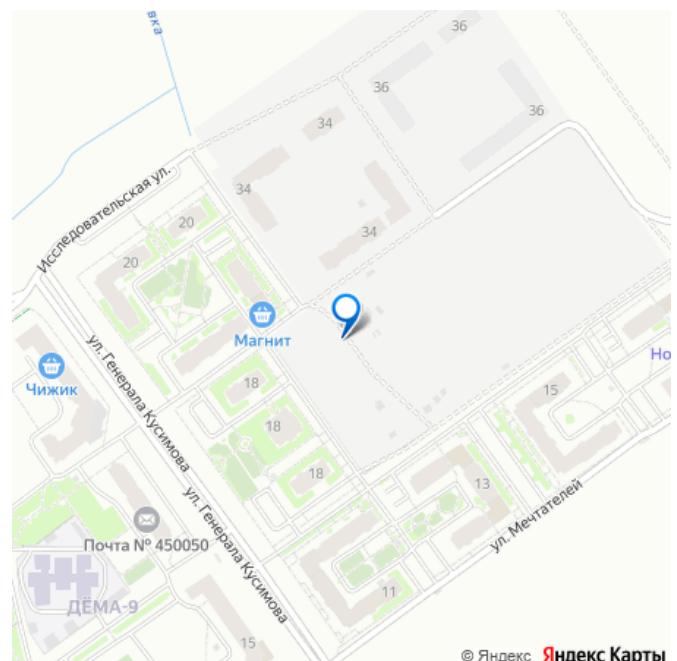 вка
36
36
36
34
34
34
Исследовательская ул.
20
20
Магнит
Чижик
ул. Генерала Кусимова
18
18
18
Но
15
13
ул. Генерала Кусимова
ул. Мечтателей
Почта № 450050
ДЁМА-9
11
15
© Яндекс Яндекс Карты